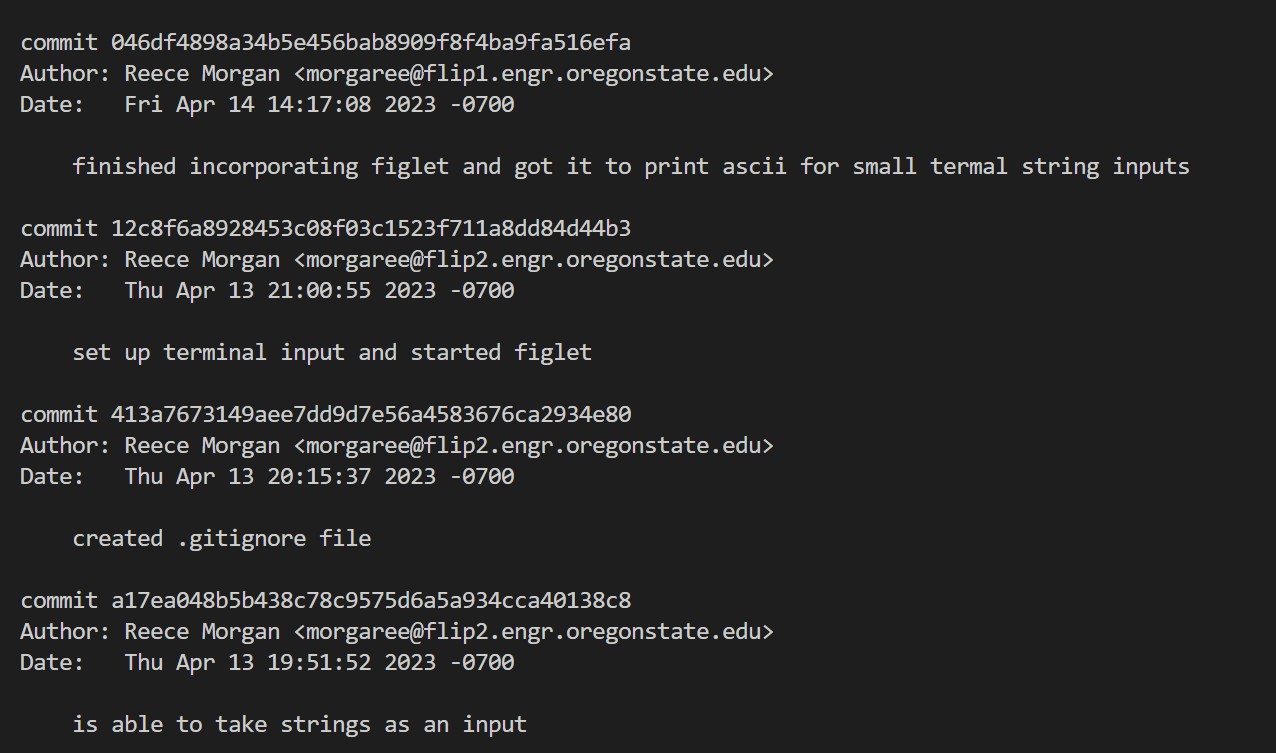 commit 046df4898a34b5e456bab8909f8f4ba9fa516efa
Author: Reece Morgan <morgaree@flip1.engr.oregonstate.edu>
Date:   Fri Apr 14 14:17:08 2023 -0700
finished incorporating figlet and got it to print ascii for small termal string inputs
commit 12c8f6a8928453c08f03c1523f711a8dd84d44b3
Author: Reece Morgan <morgaree@flip2.engr.oregonstate.edu>
Date:   Thu Apr 13 21:00:55 2023 -0700
set up terminal input and started figlet
commit 413a7673149aee7dd9d7e56a4583676ca2934e80
Author: Reece Morgan <morgaree@flip2.engr.oregonstate.edu>
Date:   Thu Apr 13 20:15:37 2023 -0700
created .gitignore file
commit a17ea048b5b438c78c9575d6a5a934cca40138c8
Author: Reece Morgan <morgaree@flip2.engr.oregonstate.edu>
Date:   Thu Apr 13 19:51:52 2023 -0700
is able to take strings as an input